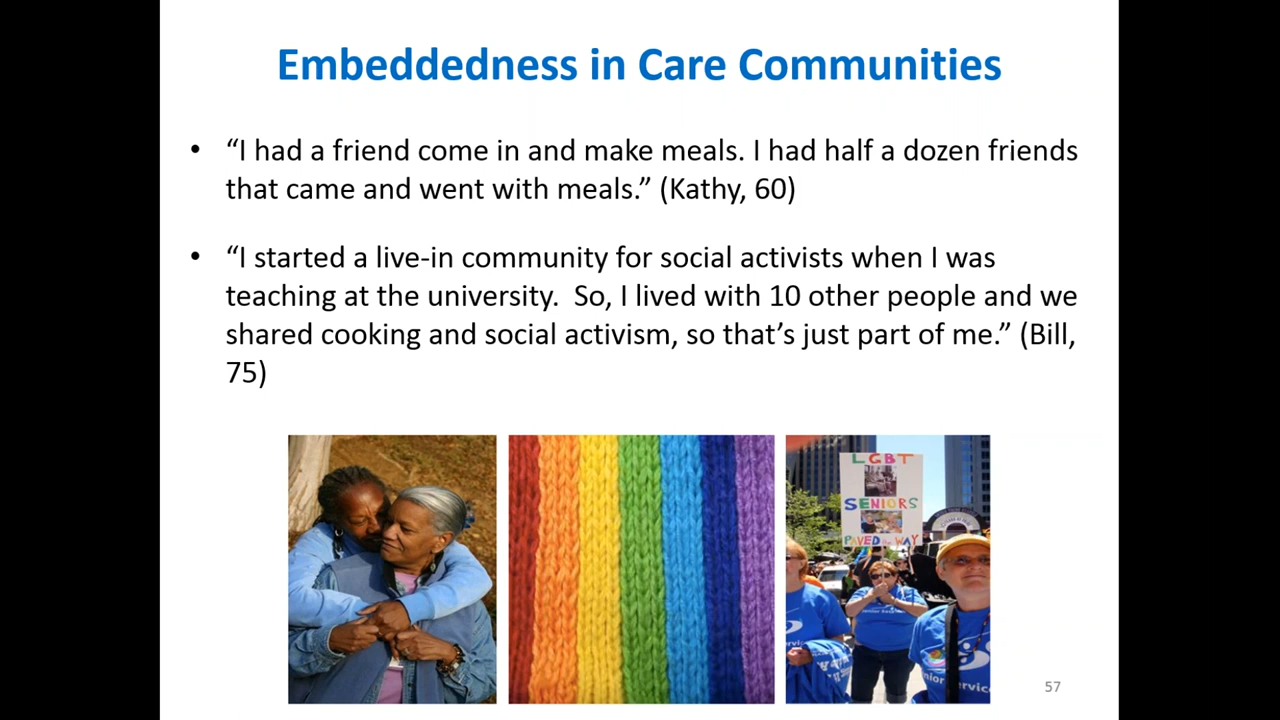 Embeddedness in Care Communities
• “I had a friend come in and make meals. I had half a dozen friends
that came and went with meals.” (Kathy, 60)
• “I started a live-in community for social activists when I was
teaching at the university.  So, I lived with 10 other people and we
shared cooking and social activism, so that’s just part of me.” (Bill,
75)
LGBT
SENIORS
PAVED the WAY
57